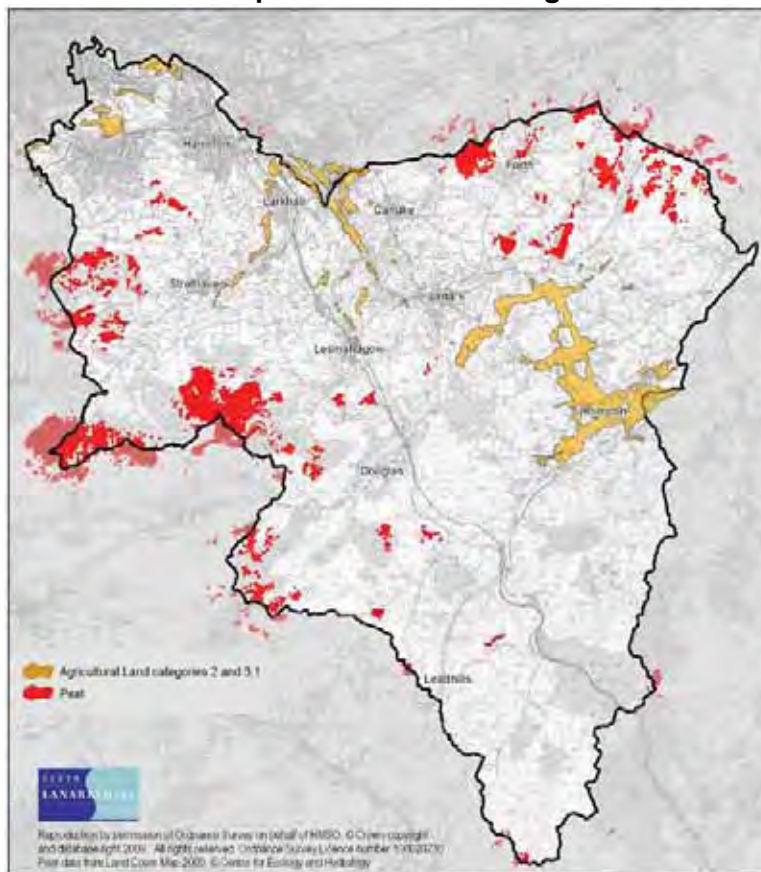 Hamilton
Forth
Larkhall
Carluke
Strathaven
Lanark
Lesmahagow
Douglas
Agricultural Land categories 2 and 3.1
Peat
Leadhills
SOUTH
LANARKSHIRE
Reproduction by permission of Ordnance Survey on behalf of HMSO. © Crown copyright
and database right 2009. All rights reserved. Ordnance Survey Licence number
Peat data from Land Cover Map 2000. © Centre for Ecology and Hydrology